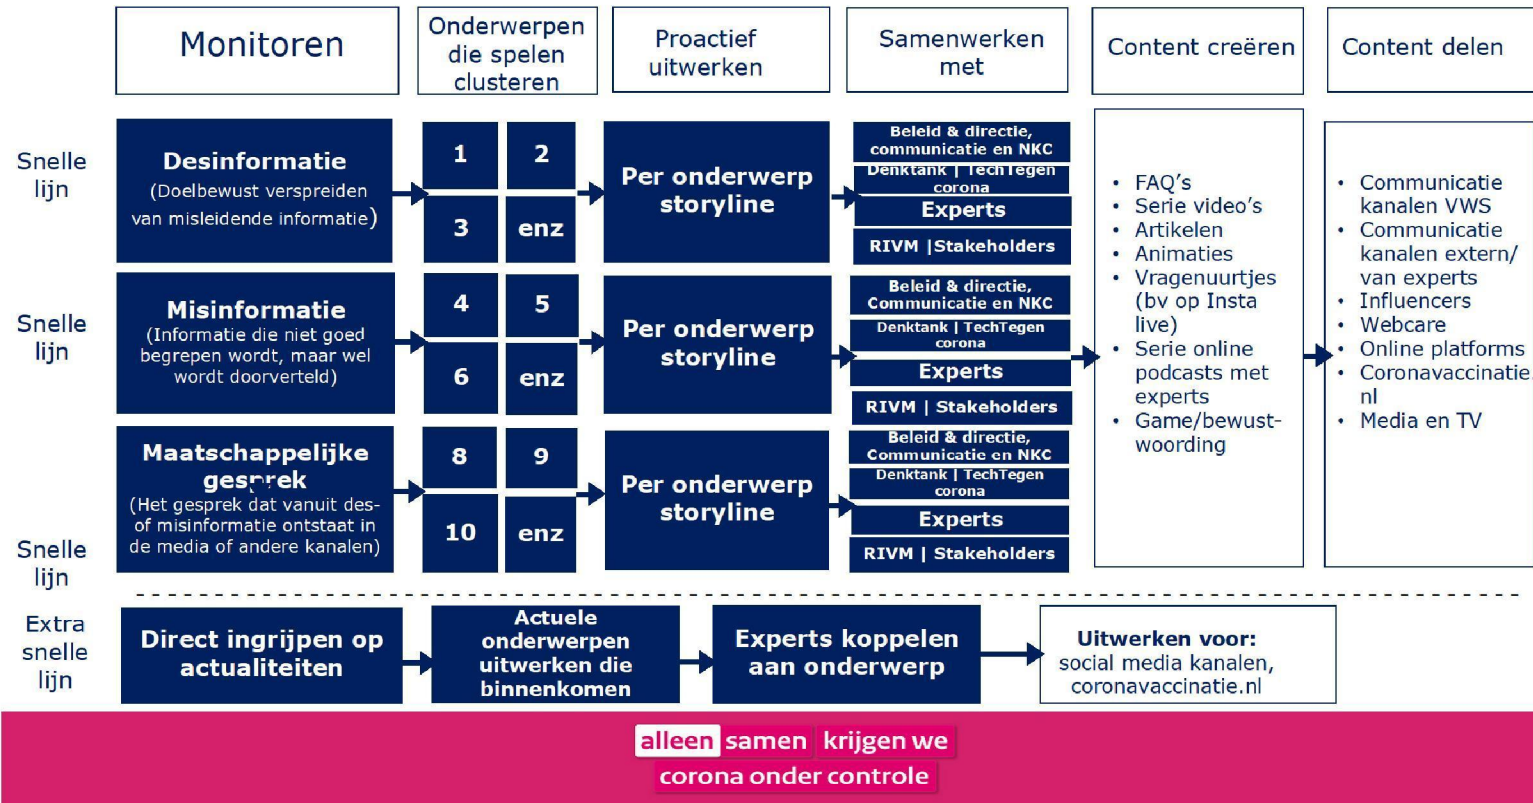 Monitoren
Onderwerpen
die spelen
clusteren
Proactief
uitwerken
Samenwerken
met
Content creëren
Content delen
Snelle
lijn
Desinformatie
(Doelbewust verspreiden
van misleidende informatie)
1
2
3
enz
Per onderwerp
storyline
Beleid & directie,
communicatie en NKC
Denktank | TechTegen
corona
Experts
RIVM |Stakeholders
Snelle
lijn
Misinformatie
(Informatie die niet goed
begrepen wordt, maar wel
wordt doorverteld)
4
5
6
enz
Per onderwerp
storyline
Beleid & directie,
Communicatie en NKC
Denktank | TechTegen
corona
Experts
RIVM | Stakeholders
Snelle
lijn
Maatschappelijke
gesprek
(Het gesprek dat vanuit des-
of misinformatie ontstaat in
de media of andere kanalen)
8
9
10
enz
Per onderwerp
storyline
Beleid & directie,
Communicatie en NKC
Denktank | TechTegen
corona
Experts
RIVM | Stakeholders
• FAQ's
• Serie video's
• Artikelen
• Animaties
• Vragenuurtjes
(bv op Insta
live)
• Serie online
podcasts met
experts
• Game/bewust-
woording
• Communicatie
kanalen VWS
• Communicatie
kanalen extern/
van experts
• Influencers
• Webcare
• Online platforms
• Coronavaccinatie.
nl
• Media en TV
Extra
snelle
lijn
Direct ingrijpen op
actualiteiten
Actuele
onderwerpen
uitwerken die
binnenkomen
Experts koppelen
aan onderwerp
Uitwerken voor:
social media kanalen,
coronavaccinatie.nl
alleen samen krijgen we
corona onder controle